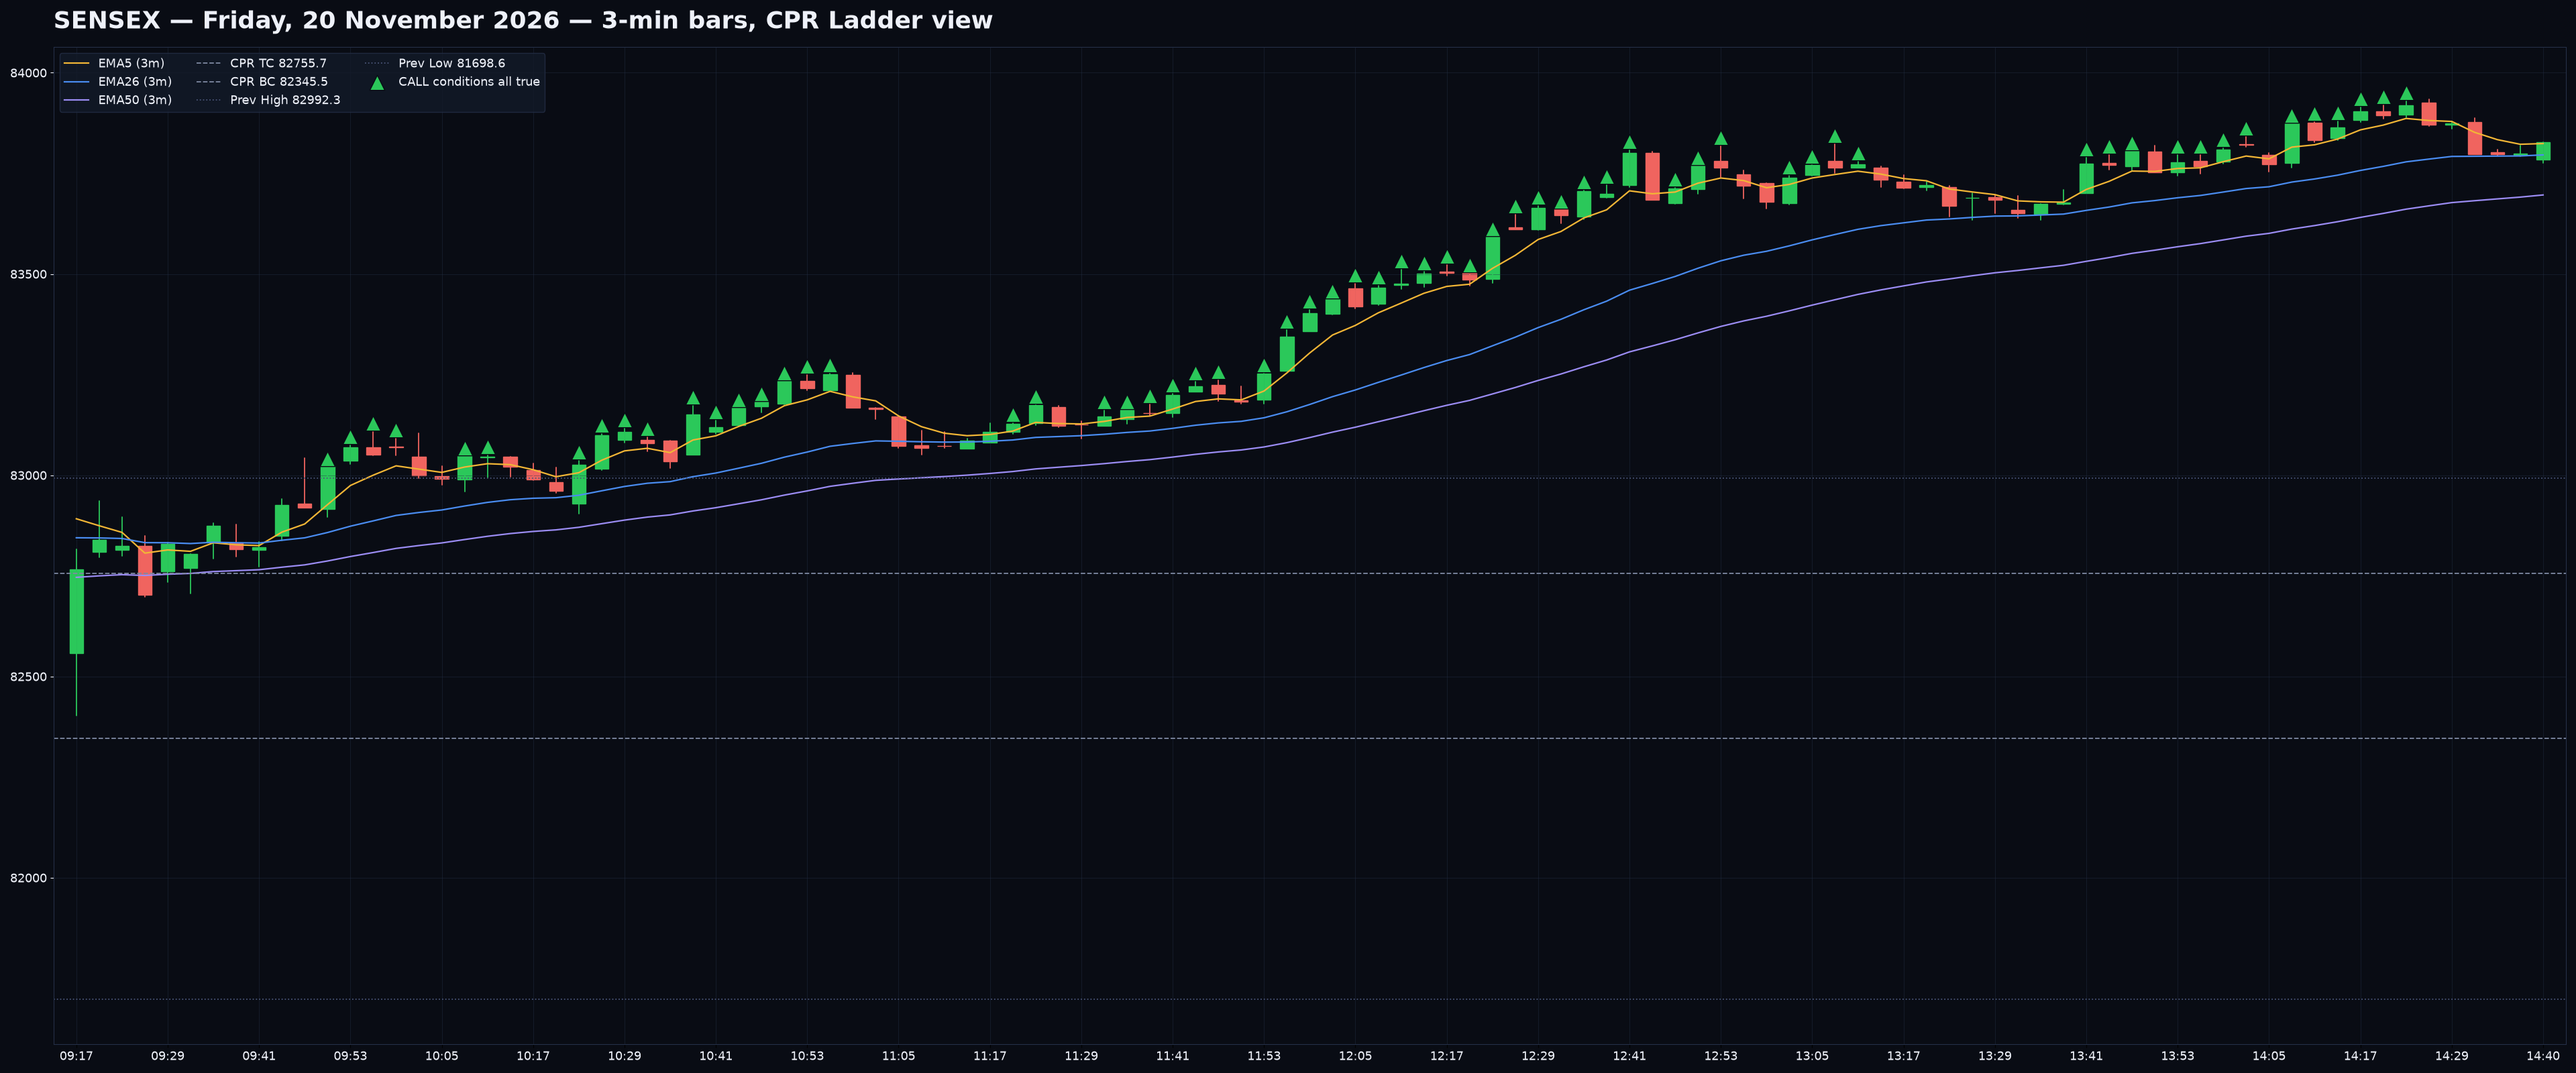 SENSEX — Friday, 20 November 2026 — 3-min bars, CPR Ladder view
EMA5 (3m)
EMA26 (3m)
EMA50 (3m)
CPR TC 82755.7
CPR BC 82345.5
Prev High 82992.3
Prev Low 81698.6
CALL conditions all true
84000
83500
83000
82500
82000
09:17 09:29 09:41 09:53 10:05 10:17 10:29 10:41 10:53 11:05 11:17 11:29 11:41 11:53 12:05 12:17 12:29 12:41 12:53 13:05 13:17 13:29 13:41 13:53 14:05 14:17 14:29 14:40